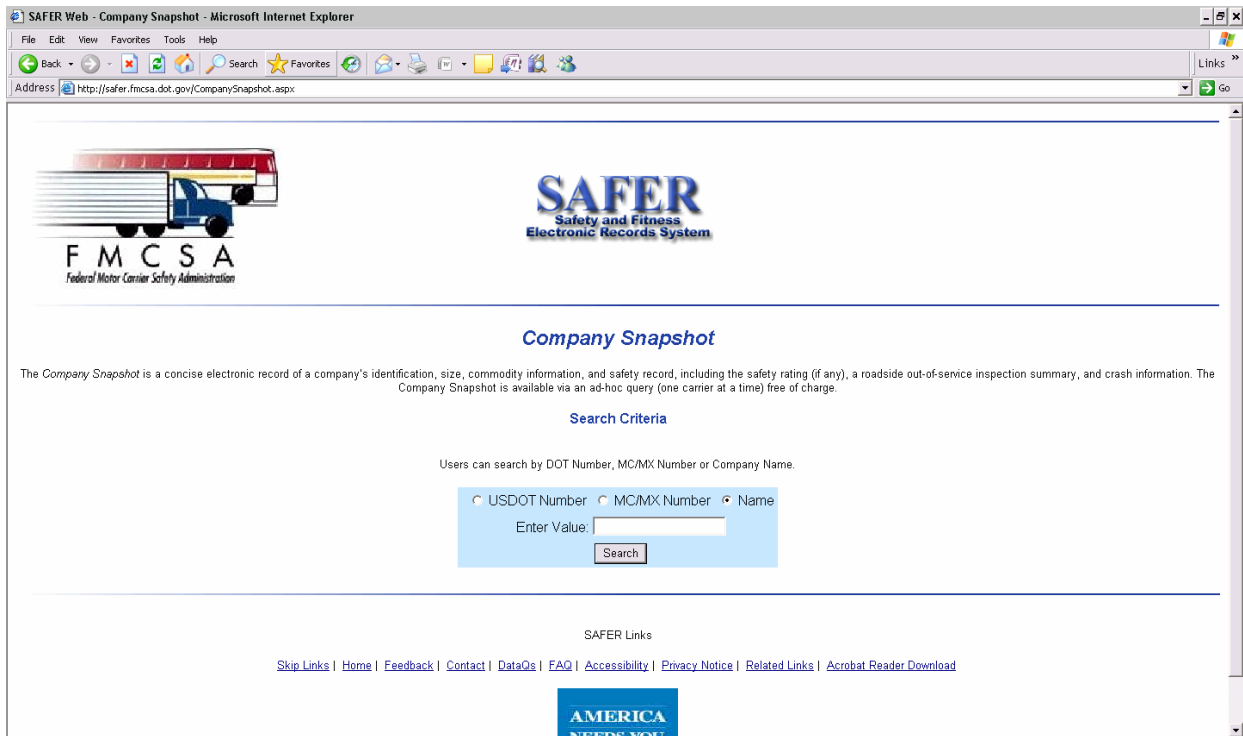 SAFER Web - Company Snapshot - Microsoft Internet Explorer
File Edit View Favorites Tools Help
Back Search Favorites Links »
Address http://safer.fmcsa.dot.gov/CompanySnapshot.aspx Go
FMCSA
Federal Motor Carrier Safety Administration
SAFER
Safety and Fitness
Electronic Records System
Company Snapshot
The Company Snapshot is a concise electronic record of a company's identification, size, commodity information, and safety record, including the safety rating (if any), a roadside out-of-service inspection summary, and crash information. The
Company Snapshot is available via an ad-hoc query (one carrier at a time) free of charge.
Search Criteria
Users can search by DOT Number, MC/MX Number or Company Name.
USDOT Number MC/MX Number Name
Enter Value:
Search
SAFER Links
Skip Links | Home | Feedback | Contact | DataQs | FAQ | Accessibility | Privacy Notice | Related Links | Acrobat Reader Download
AMERICA
NEEDS YOU